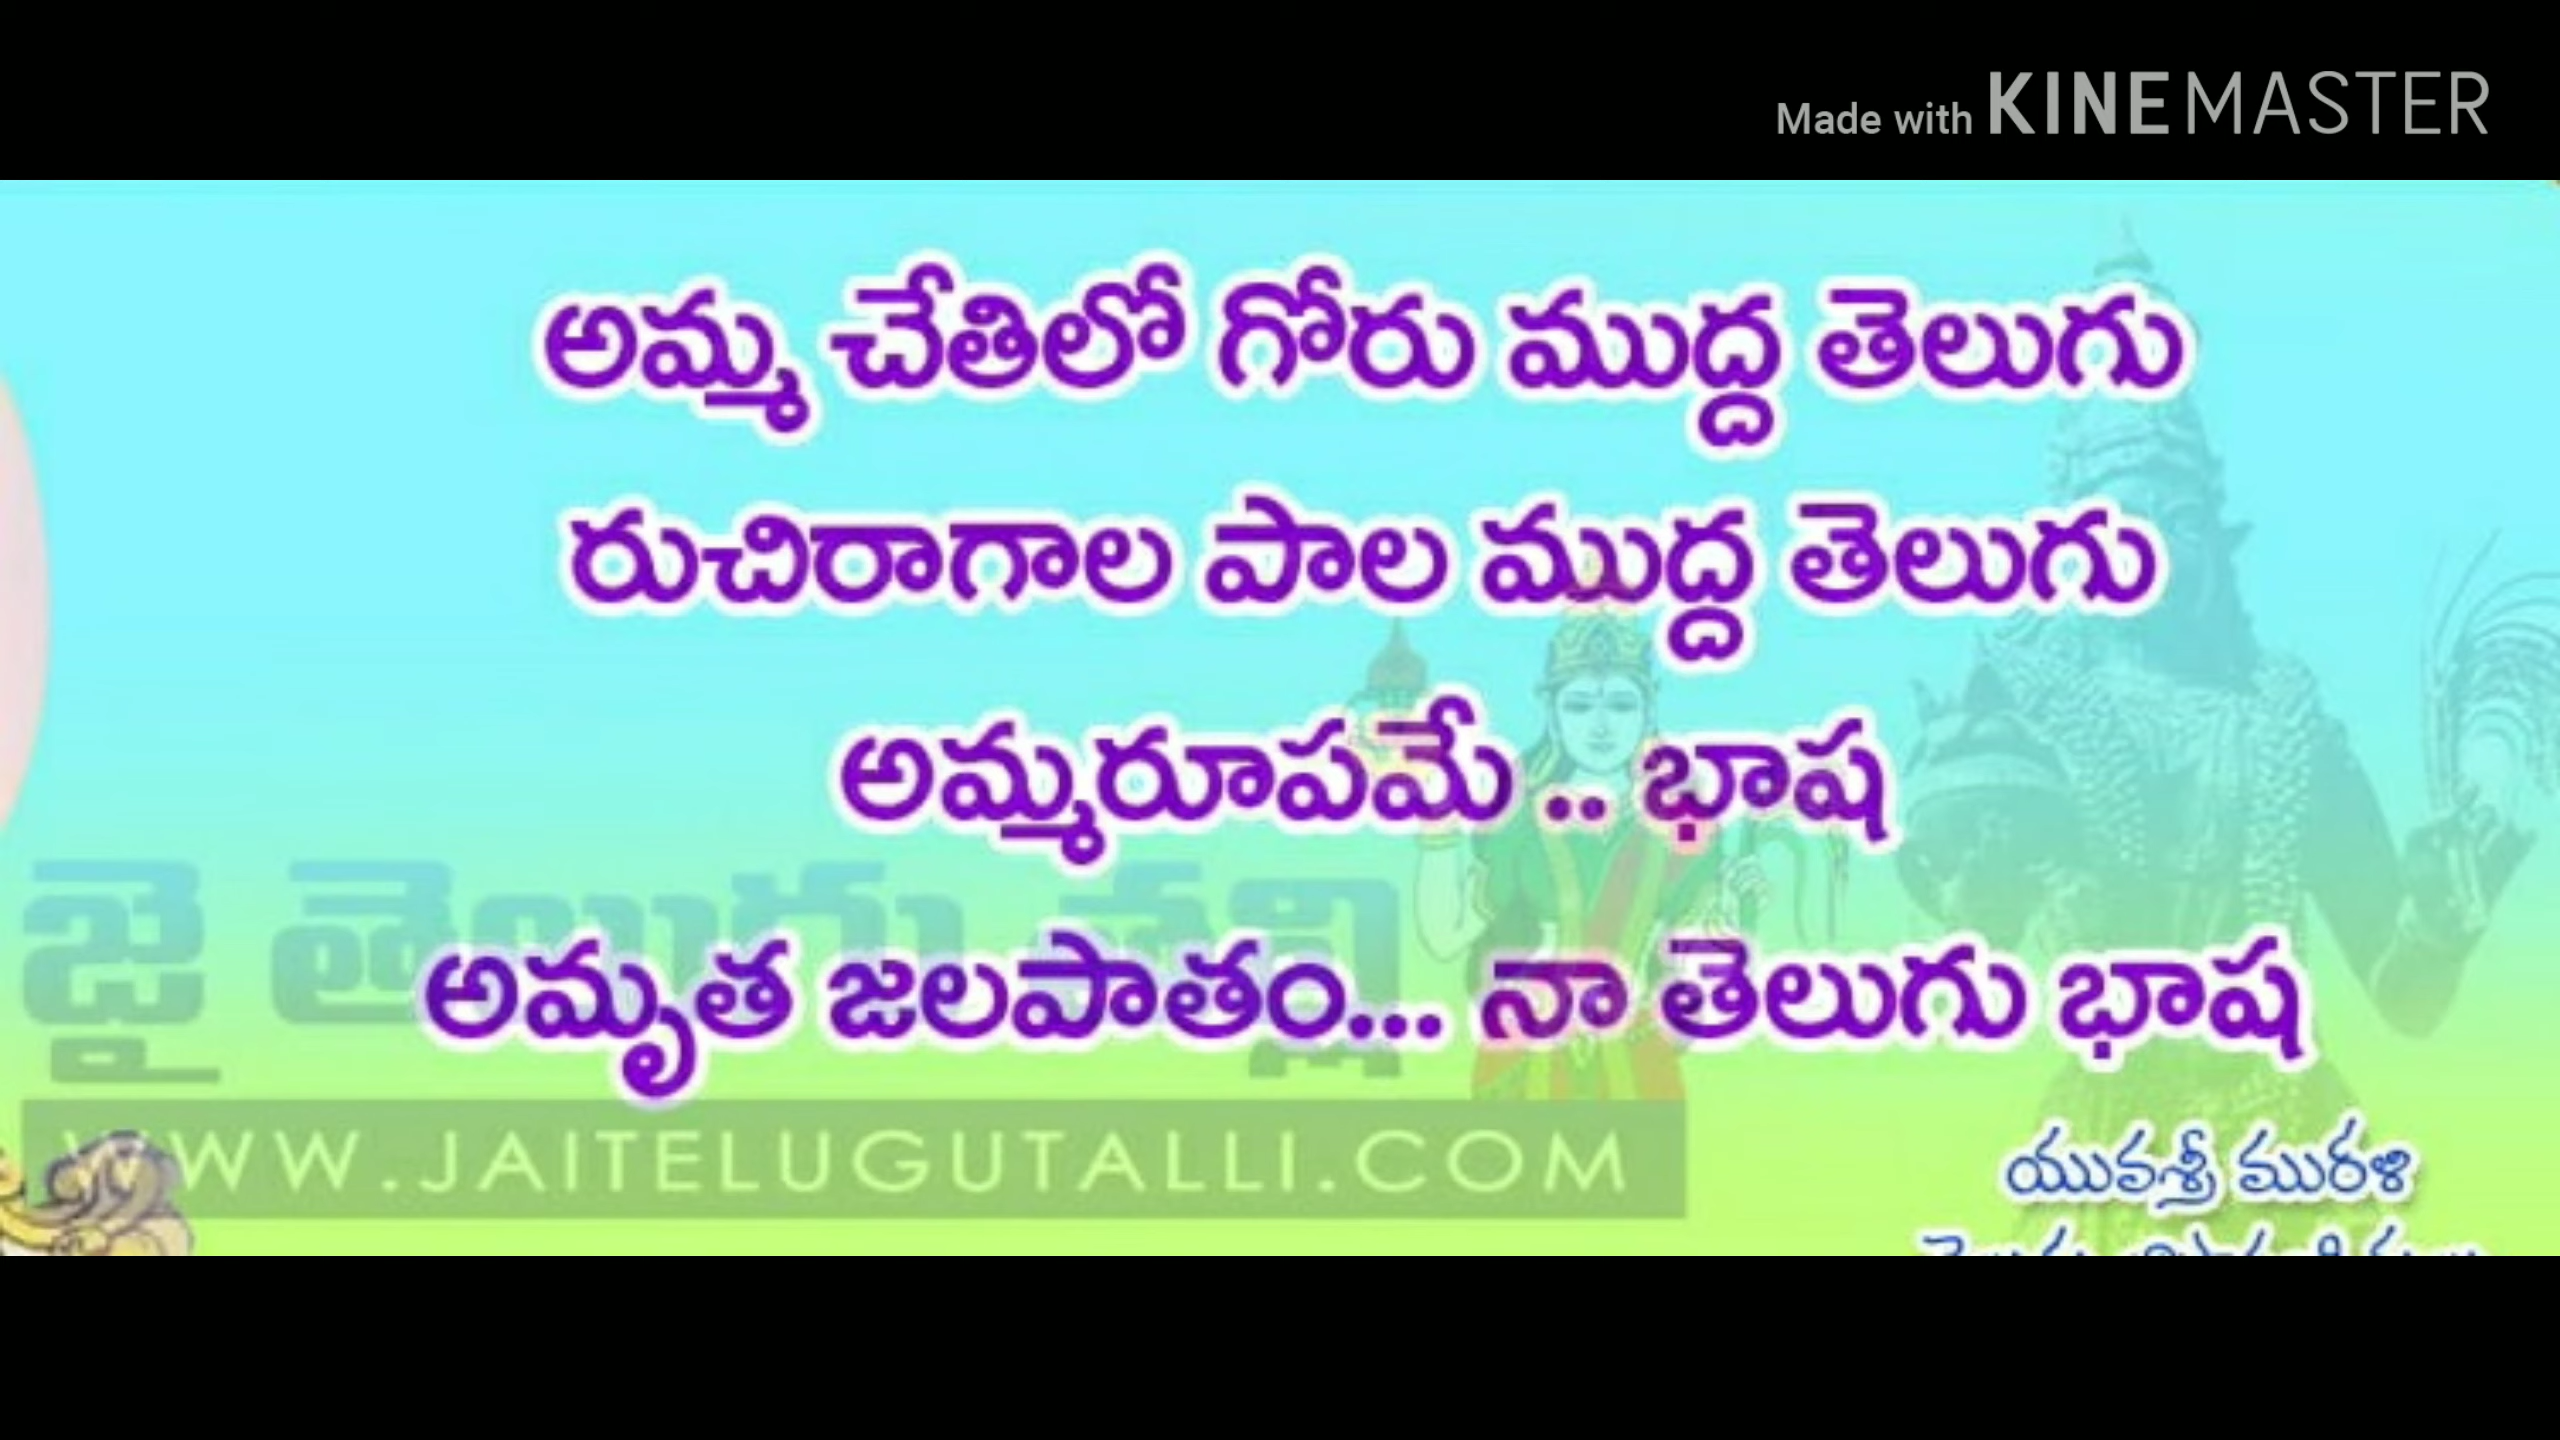 Made with KINEMASTER
అమ్మ చేతిలో గోరు ముద్ద తెలుగు
రుచిరాగాల పాల ముద్ద తెలుగు
అమ్మరూపమే .. భాష
జై తెలుగు తల్లి
అమృత జలపాతం... నా తెలుగు భాష
WWW.JAITELUGUTALLI.COM
యువశ్రీ మురళి